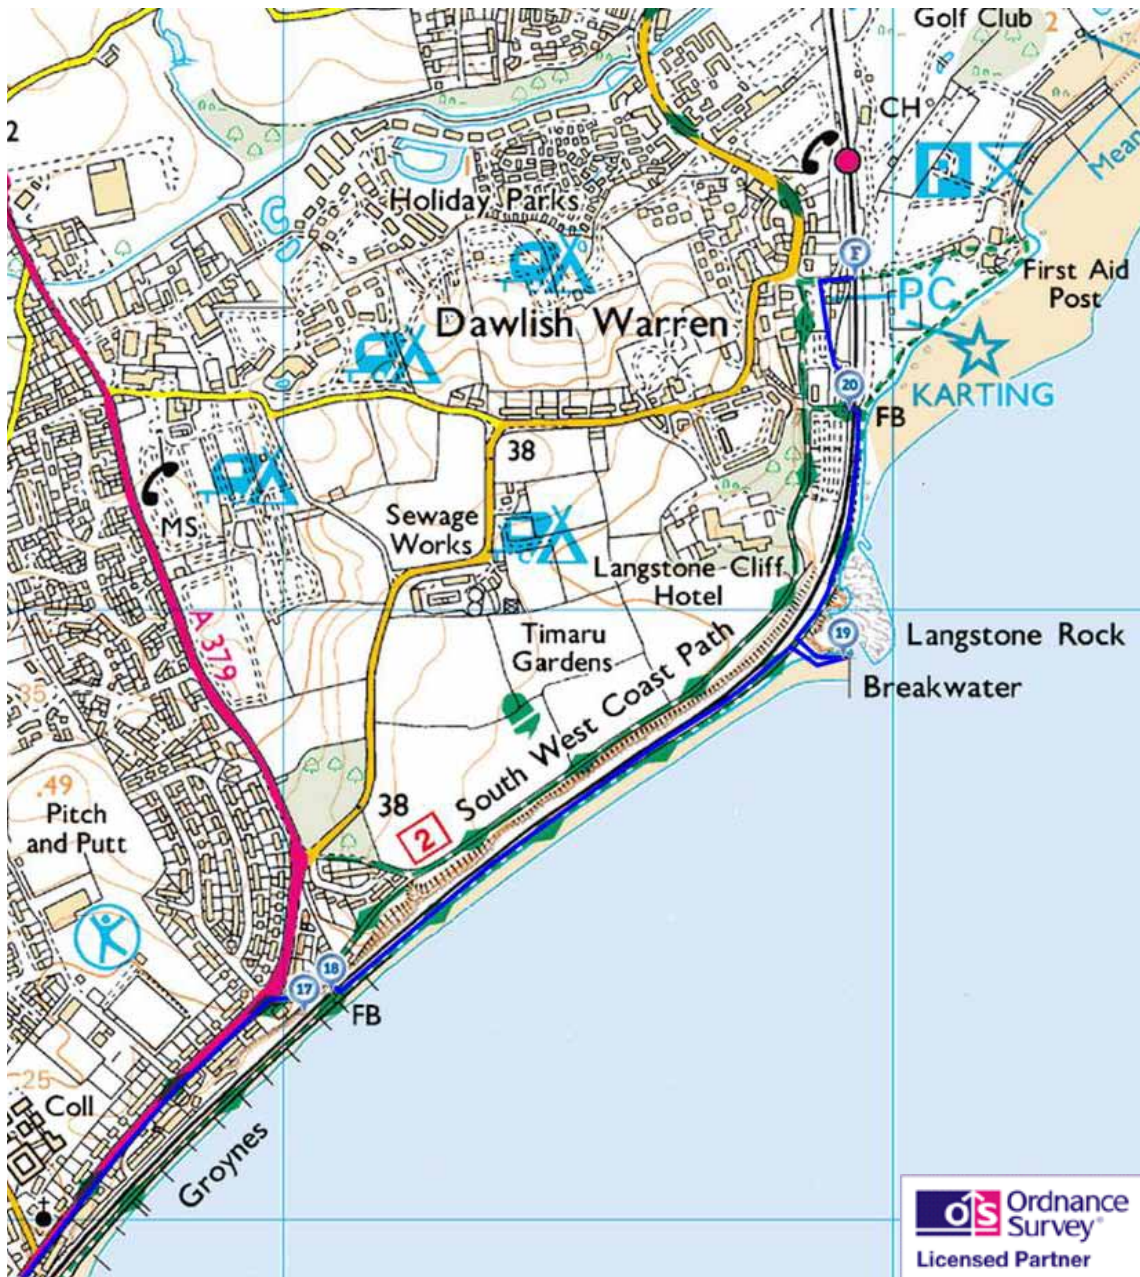 Golf Club
2
CH
2
Holiday Parks
P
Mean
F
First Aid
Post
PC
Dawlish Warren
20
KARTING
FB
38
MS
Sewage
Works
Langstone Cliff
Hotel
A 379
Timaru
Gardens
19
Langstone Rock
Breakwater
35
South West Coast Path
.49
Pitch
and Putt
38
2
18
17
FB
.25
Coll
Groynes
OS Ordnance
Survey®
Licensed Partner